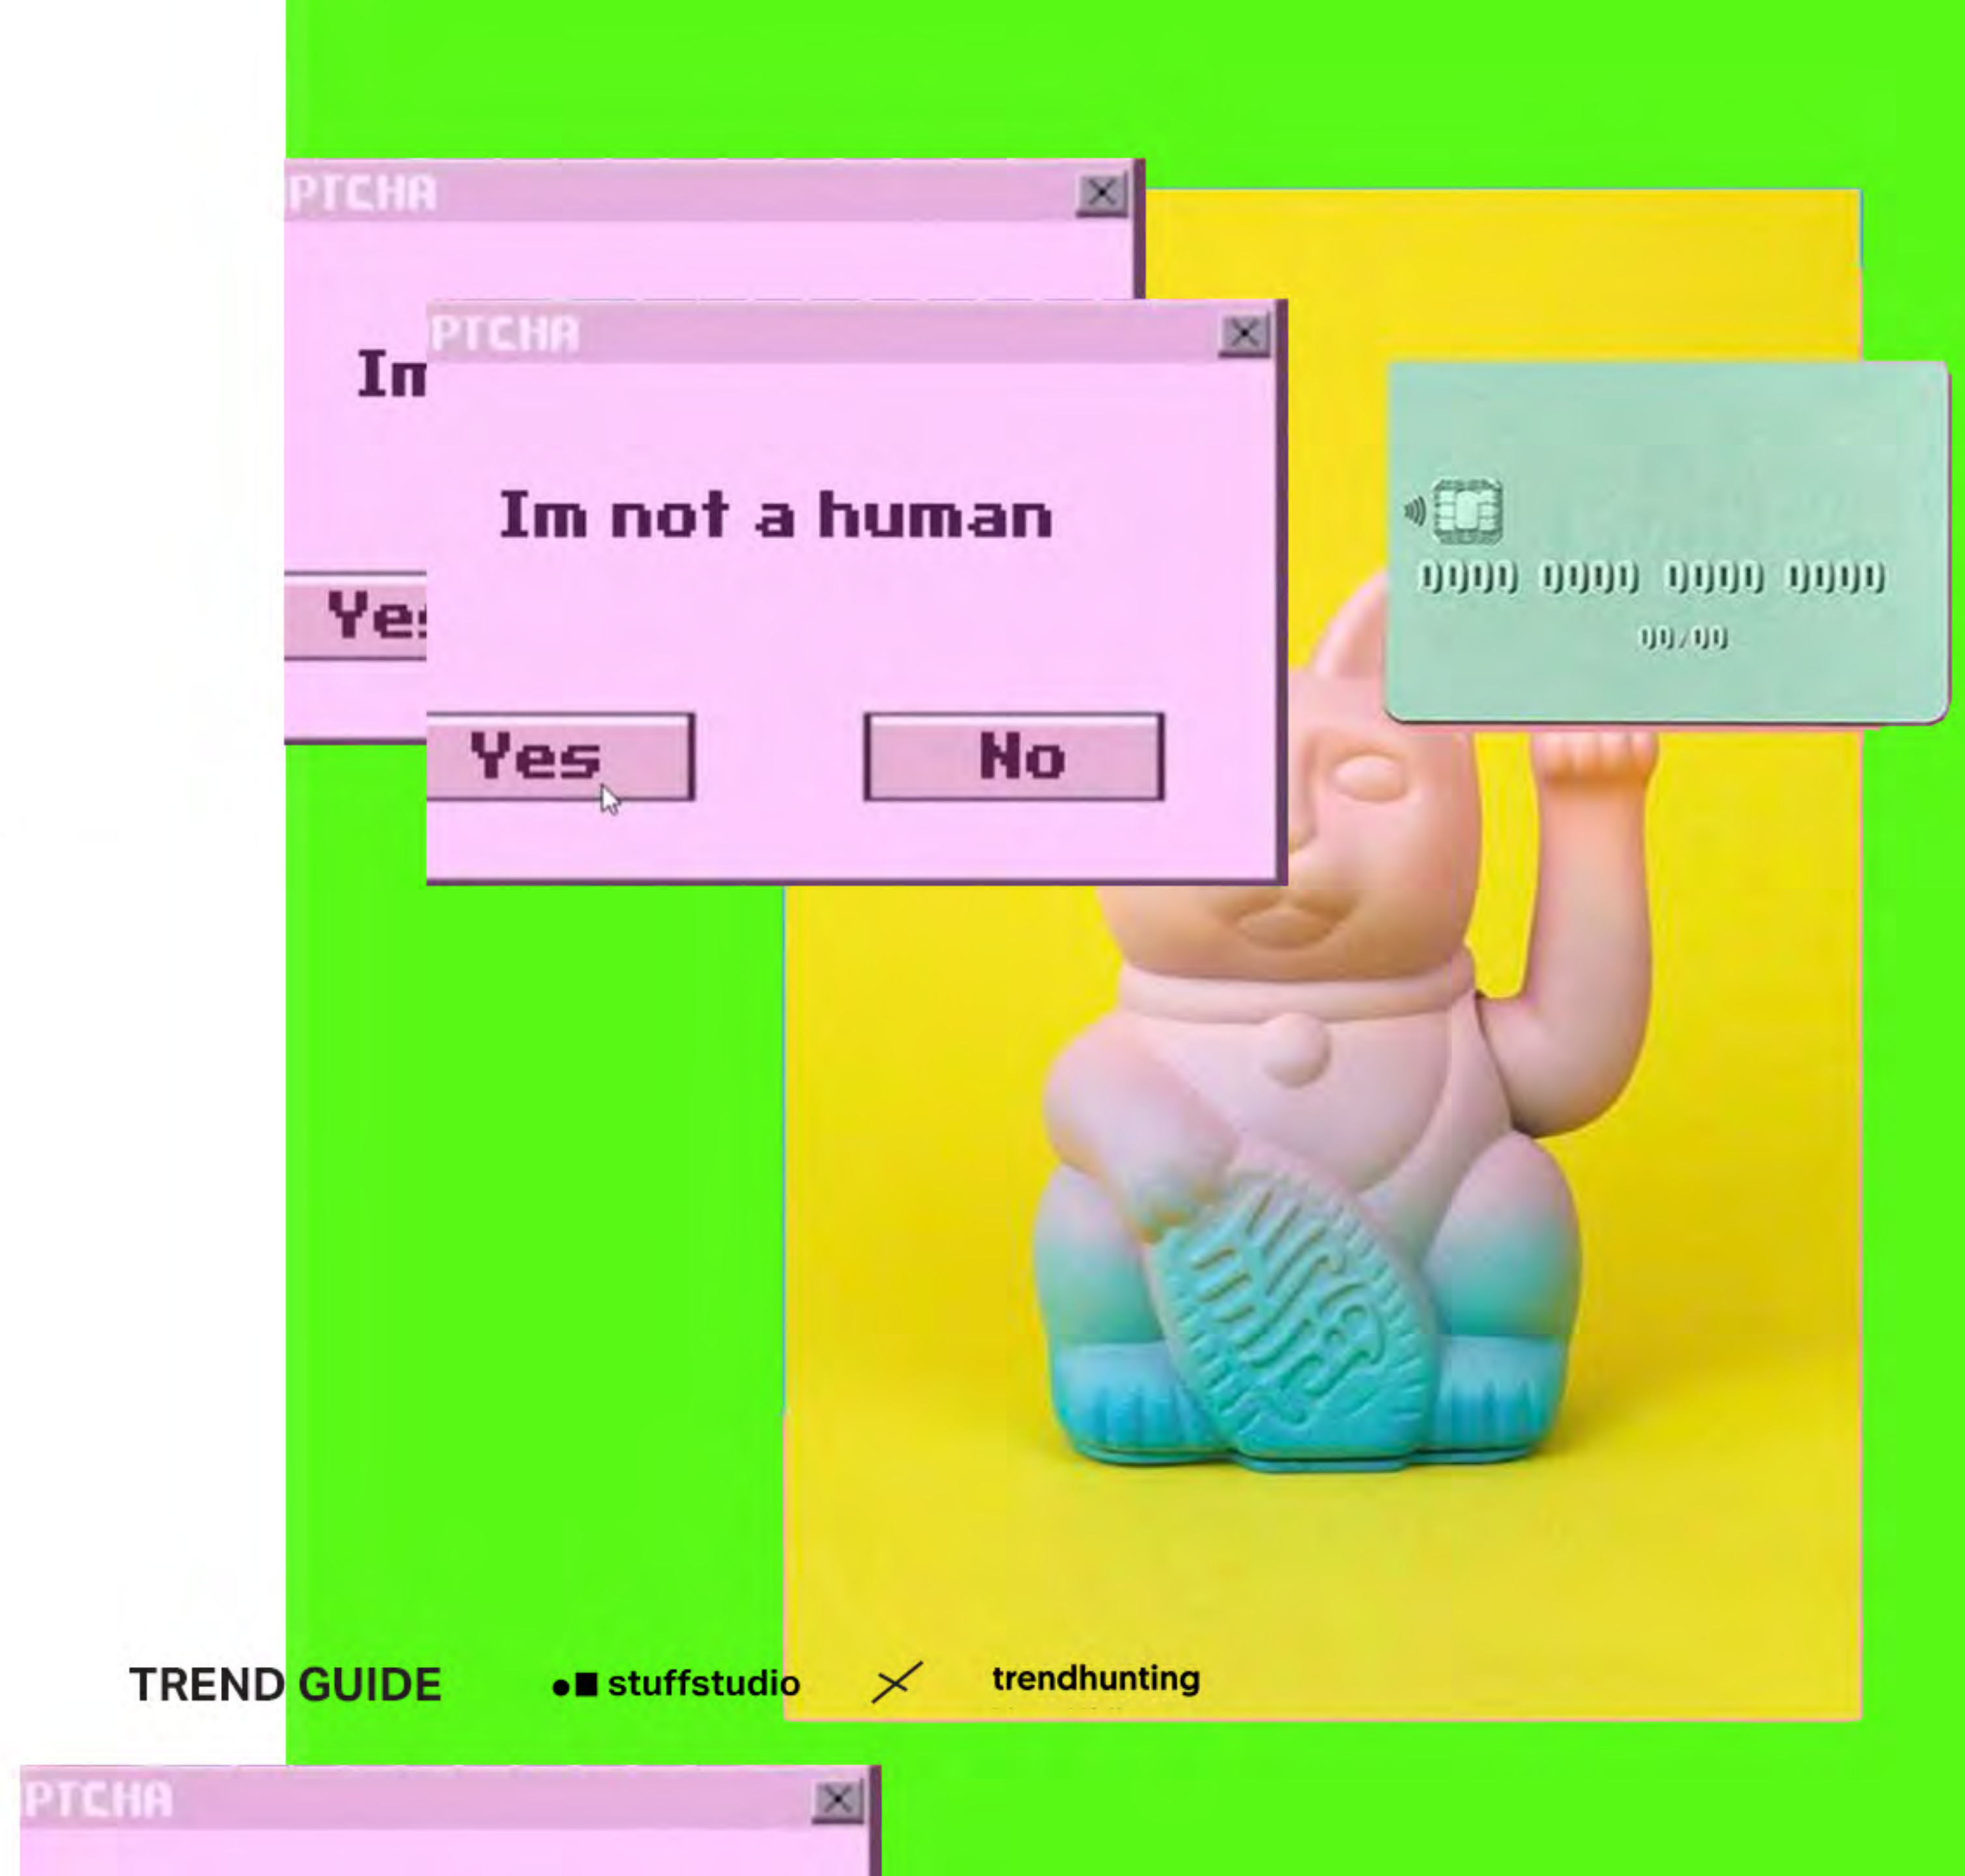 PTCHA
Im
Yes
PTCHA
Im not a human
Yes
No
0000 0000 0000 0000
00/00
TREND GUIDE
stuffstudio
trendhunting
PTCHA